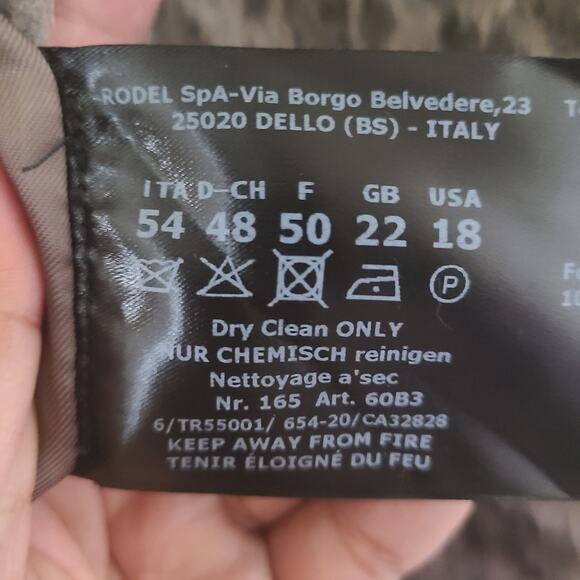 RODEL SpA-Via Borgo Belvedere,23
25020 DELLO (BS) - ITALY
ITA D-CH F GB USA
54 48 50 22 18
P
Dry Clean ONLY
NUR CHEMISCH reinigen
Nettoyage a'sec
Nr. 165 Art. 60B3
6/TR55001/ 654-20/CA32828
KEEP AWAY FROM FIRE
TENIR ÉLOIGNÉ DU FEU